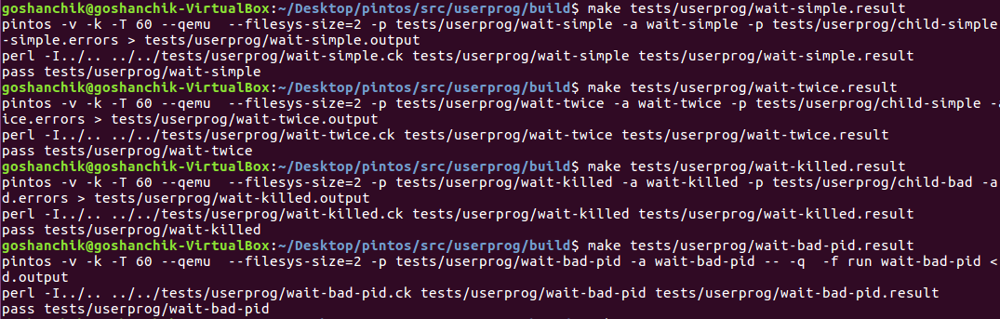 goshanchik@goshanchik-VirtualBox:~/Desktop/pintos/src/userprog/build$ make tests/userprog/wait-simple.result
pintos -v -k -T 60 --qemu  --filesys-size=2 -p tests/userprog/wait-simple -a wait-simple -p tests/userprog/child-simple
-simple.errors > tests/userprog/wait-simple.output
perl -I../.. ../../tests/userprog/wait-simple.ck tests/userprog/wait-simple tests/userprog/wait-simple.result
pass tests/userprog/wait-simple
goshanchik@goshanchik-VirtualBox:~/Desktop/pintos/src/userprog/build$ make tests/userprog/wait-twice.result
pintos -v -k -T 60 --qemu  --filesys-size=2 -p tests/userprog/wait-twice -a wait-twice -p tests/userprog/child-simple -a
ice.errors > tests/userprog/wait-twice.output
perl -I../.. ../../tests/userprog/wait-twice.ck tests/userprog/wait-twice tests/userprog/wait-twice.result
pass tests/userprog/wait-twice
goshanchik@goshanchik-VirtualBox:~/Desktop/pintos/src/userprog/build$ make tests/userprog/wait-killed.result
pintos -v -k -T 60 --qemu  --filesys-size=2 -p tests/userprog/wait-killed -a wait-killed -p tests/userprog/child-bad -a
d.errors > tests/userprog/wait-killed.output
perl -I../.. ../../tests/userprog/wait-killed.ck tests/userprog/wait-killed tests/userprog/wait-killed.result
pass tests/userprog/wait-killed
goshanchik@goshanchik-VirtualBox:~/Desktop/pintos/src/userprog/build$ make tests/userprog/wait-bad-pid.result
pintos -v -k -T 60 --qemu  --filesys-size=2 -p tests/userprog/wait-bad-pid -a wait-bad-pid -- -q  -f run wait-bad-pid <
d.output
perl -I../.. ../../tests/userprog/wait-bad-pid.ck tests/userprog/wait-bad-pid tests/userprog/wait-bad-pid.result
pass tests/userprog/wait-bad-pid